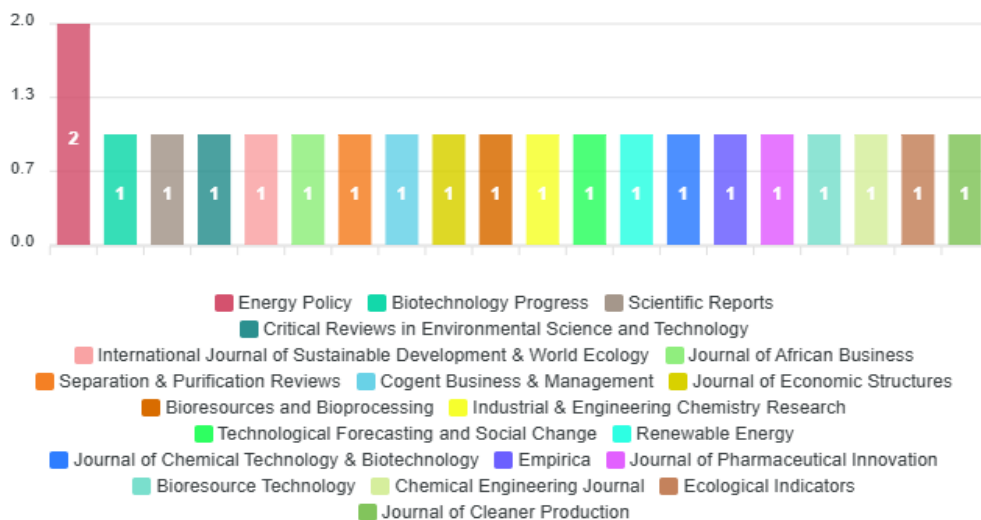 2.0
1.3
0.7
0.0
2 1 1 1 1 1 1 1 1 1 1 1 1 1 1 1 1 1 1 1
Energy Policy Biotechnology Progress Scientific Reports
Critical Reviews in Environmental Science and Technology
International Journal of Sustainable Development & World Ecology Journal of African Business
Separation & Purification Reviews Cogent Business & Management Journal of Economic Structures
Bioresources and Bioprocessing Industrial & Engineering Chemistry Research
Technological Forecasting and Social Change Renewable Energy
Journal of Chemical Technology & Biotechnology Empirica Journal of Pharmaceutical Innovation
Bioresource Technology Chemical Engineering Journal Ecological Indicators
Journal of Cleaner Production